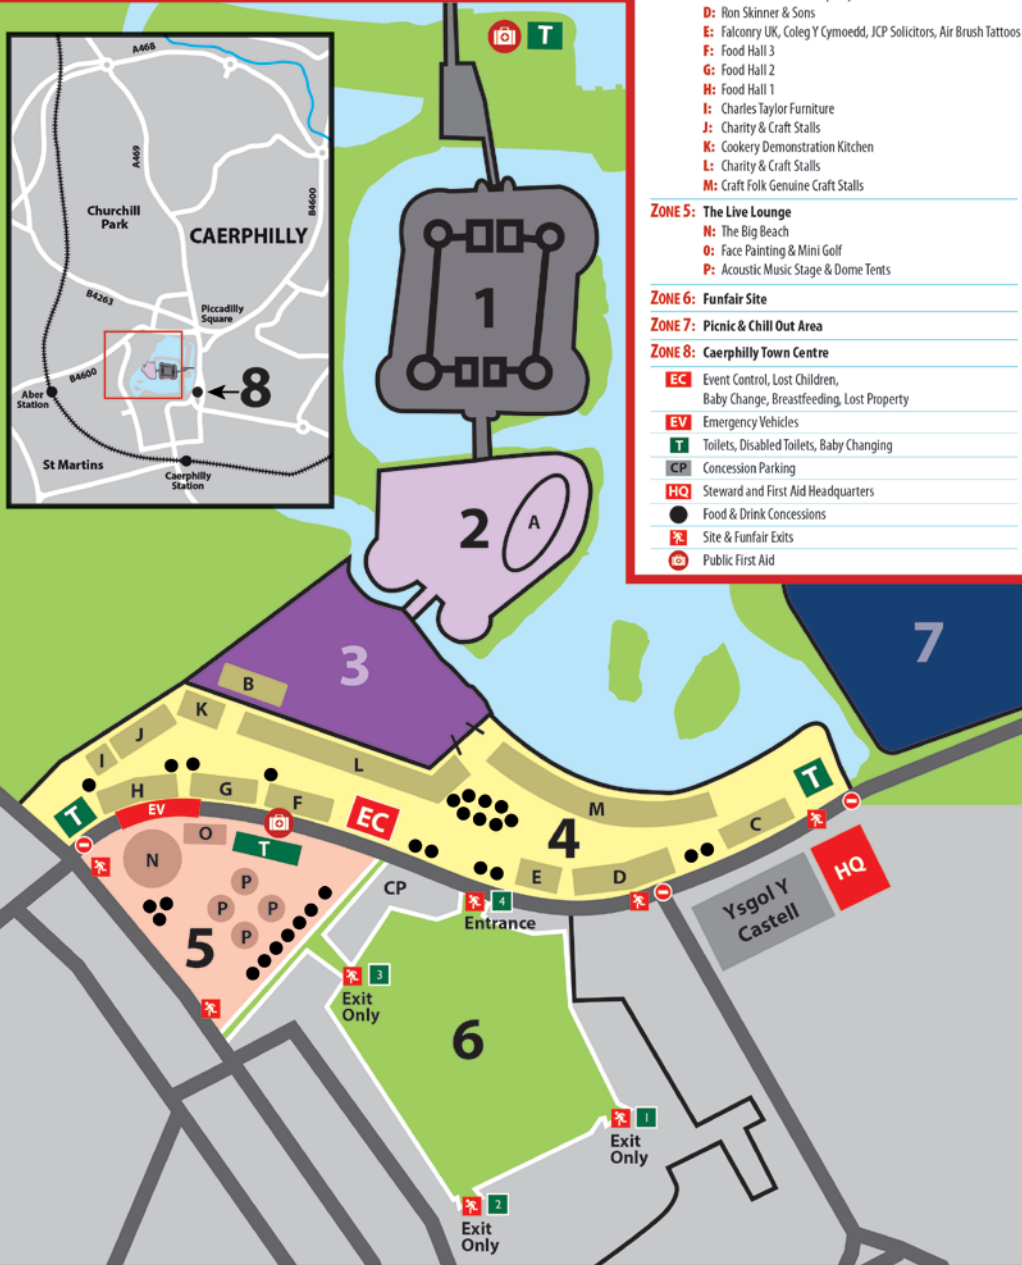 D: Ron Skinner & Sons
E: Falconry UK, Coleg Y Cymoedd, JCP Solicitors, Air Brush Tattoos
F: Food Hall 3
G: Food Hall 2
H: Food Hall 1
I: Charles Taylor Furniture
J: Charity & Craft Stalls
K: Cookery Demonstration Kitchen
L: Charity & Craft Stalls
M: Craft Folk Genuine Craft Stalls
ZONE 5: The Live Lounge
N: The Big Beach
O: Face Painting & Mini Golf
P: Acoustic Music Stage & Dome Tents
ZONE 6: Funfair Site
ZONE 7: Picnic & Chill Out Area
ZONE 8: Caerphilly Town Centre
EC Event Control, Lost Children,
Baby Change, Breastfeeding, Lost Property
EV Emergency Vehicles
T Toilets, Disabled Toilets, Baby Changing
CP Concession Parking
HQ Steward and First Aid Headquarters
Food & Drink Concessions
Site & Funfair Exits
Public First Aid
T
A468
A469
B4600
Churchill
Park
CAERPHILLY
B4263
Piccadilly
Square
B4600
Aber
Station
8
St Martins
Caerphilly
Station
1
2
A
3
7
B
K
J
I
L
H
G
F
EV
T
EC
M
4
C
T
E
D
HQ
Ysgol Y
Castell
N
O
T
P
P
P
P
5
CP
4
Entrance
3
Exit
Only
6
1
Exit
Only
2
Exit
Only